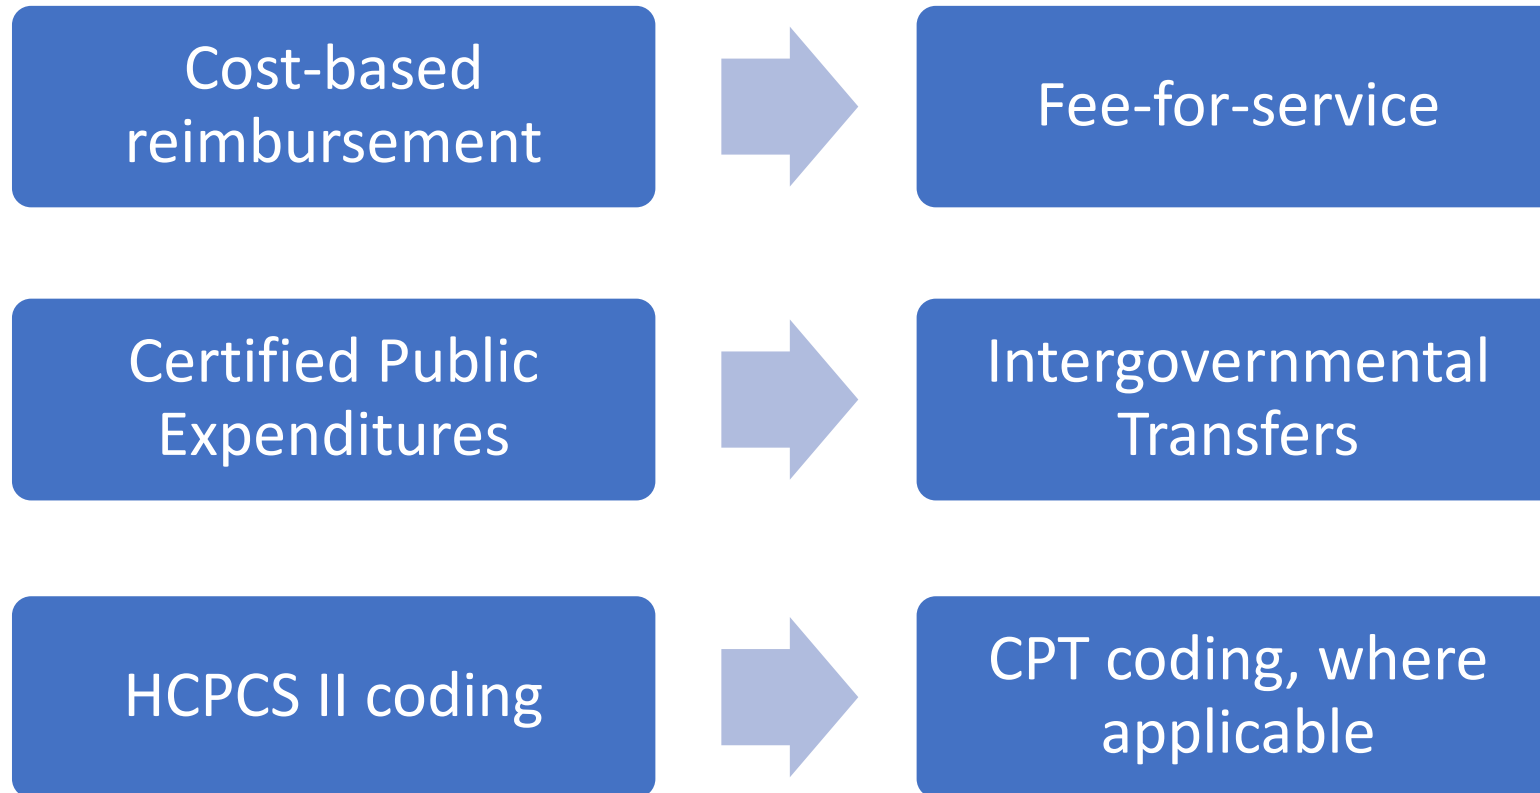 Cost-based
reimbursement
Fee-for-service
Certified Public
Expenditures
Intergovernmental
Transfers
HCPCS II coding
CPT coding, where
applicable